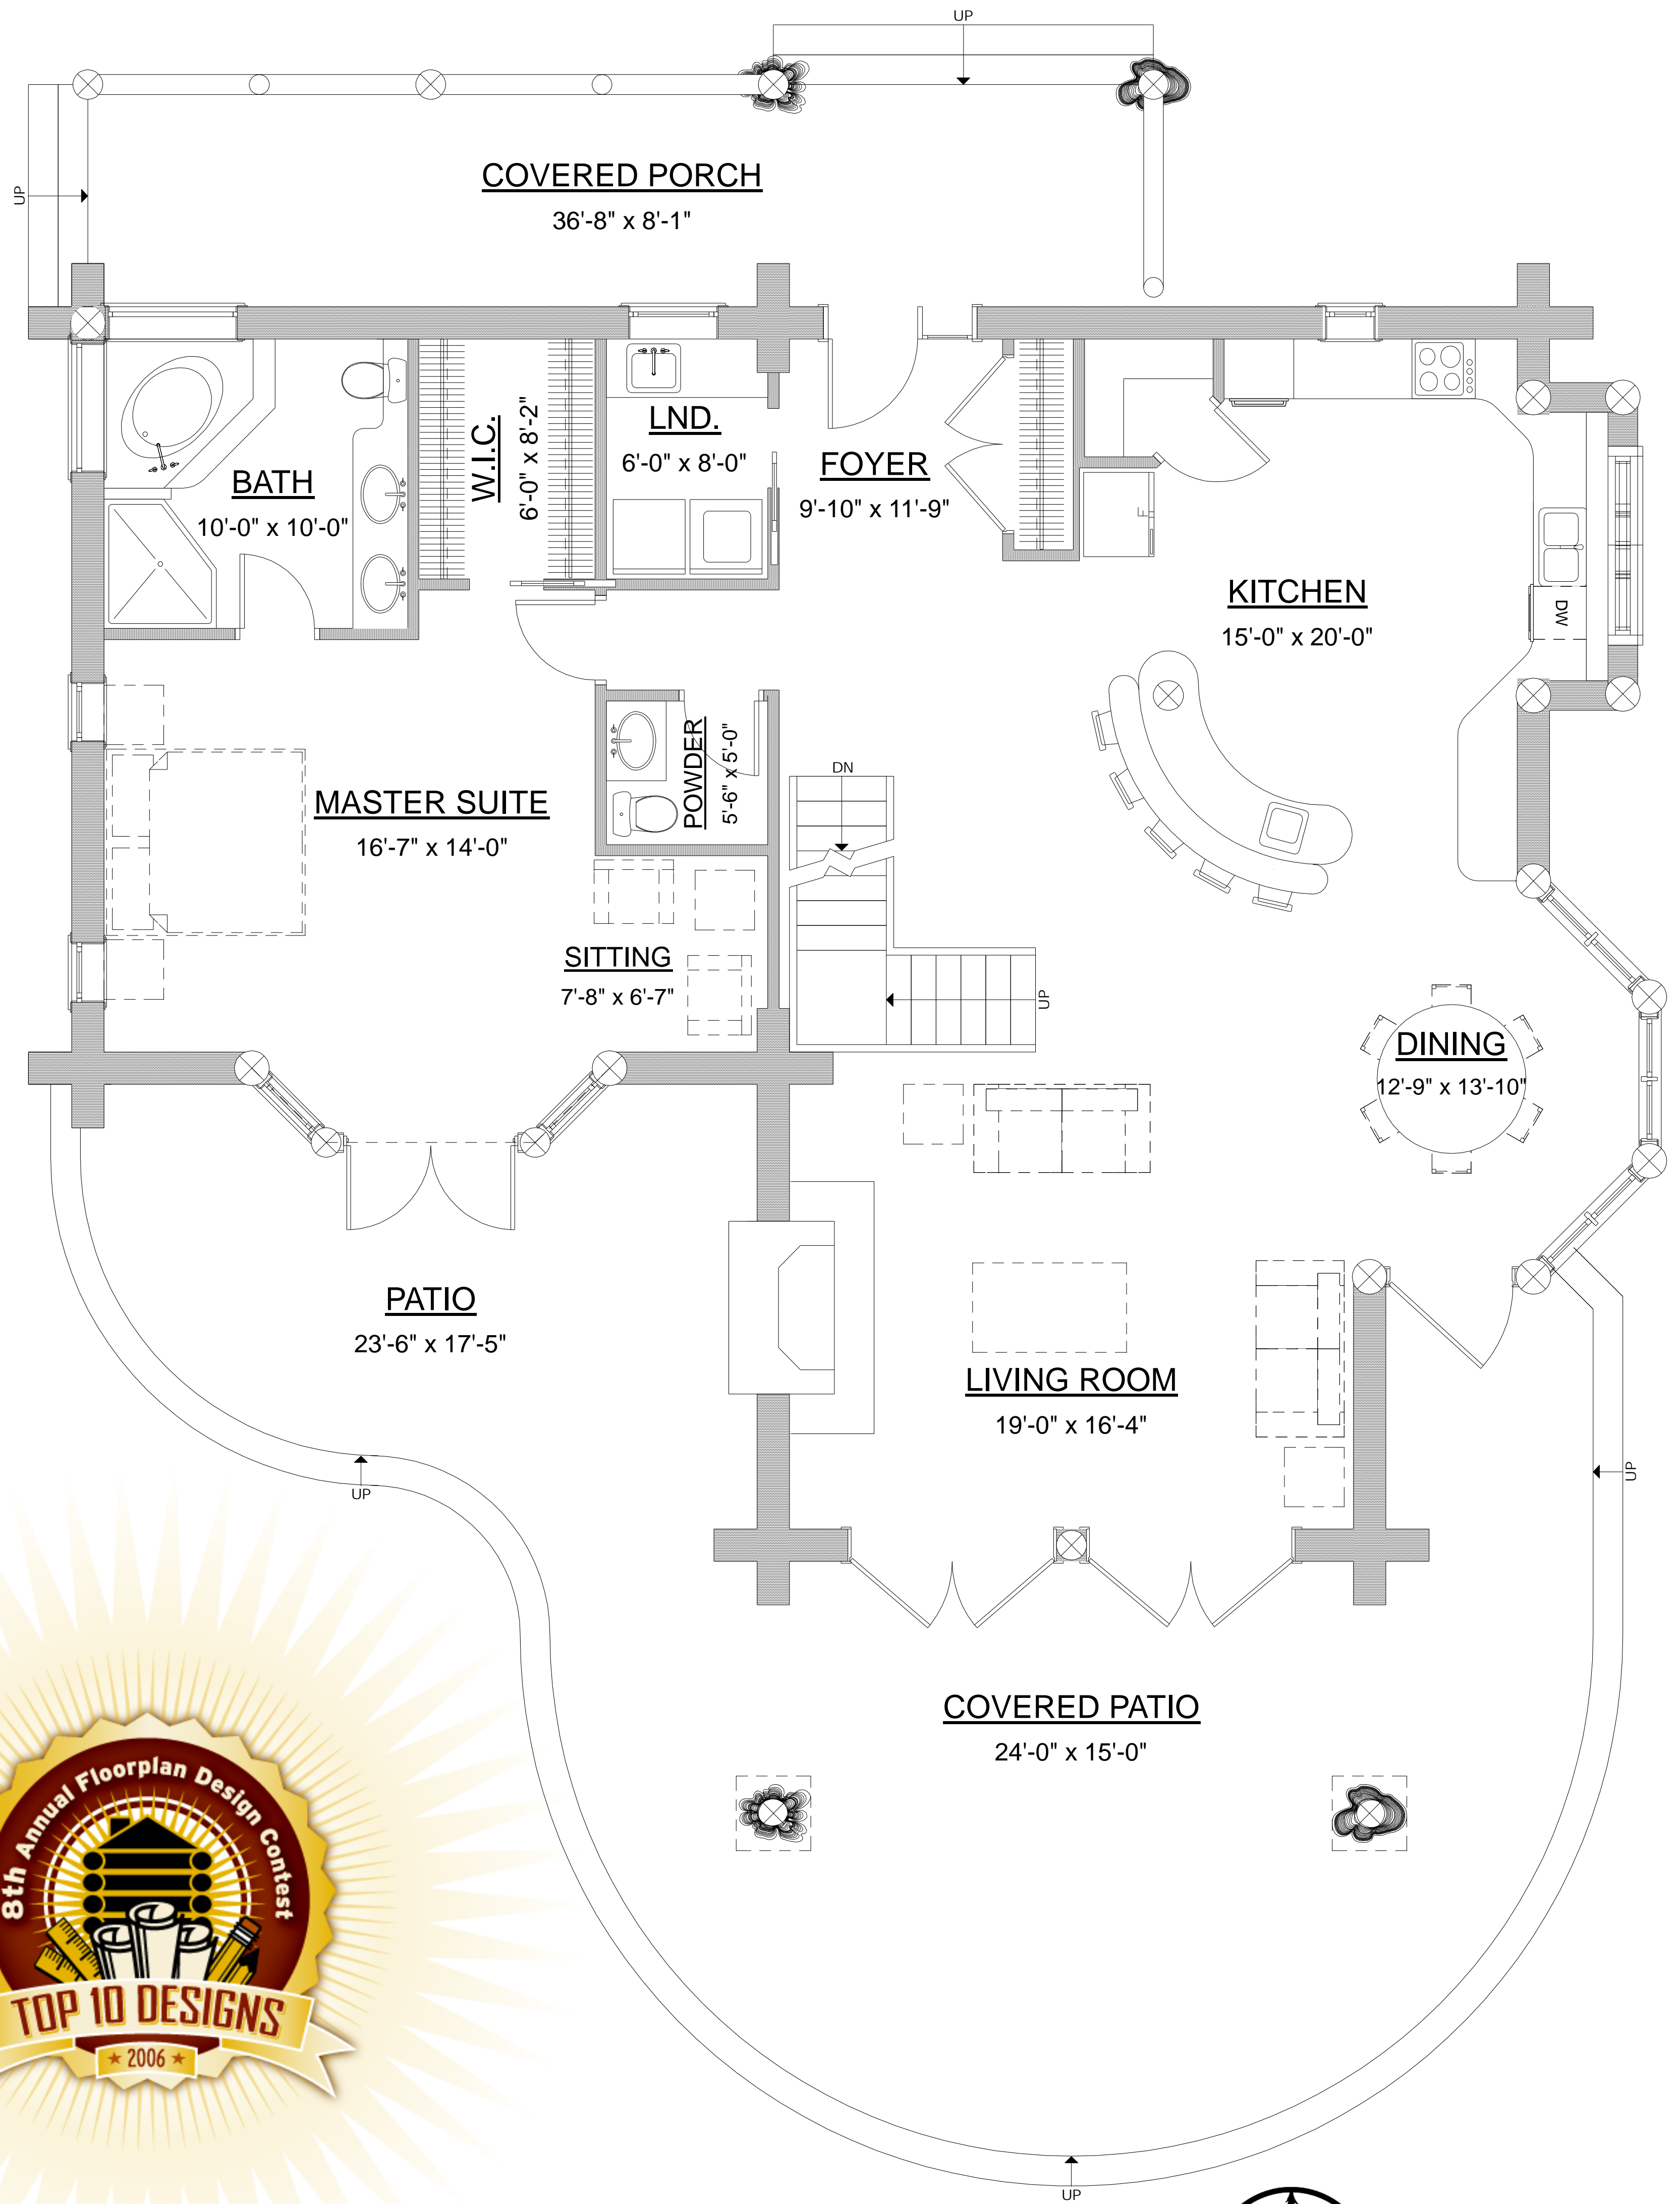 UP
COVERED PORCH
36'-8" x 8'-1"
UP
W.I.C.
6'-0" x 8'-2"
LND.
6'-0" x 8'-0"
FOYER
9'-10" x 11'-9"
BATH
10'-0" x 10'-0"
F
KITCHEN
15'-0" x 20'-0"
DW
POWDER
5'-6" x 5'-0"
DN
MASTER SUITE
16'-7" x 14'-0"
SITTING
7'-8" x 6'-7"
UP
DINING
12'-9" x 13'-10"
PATIO
23'-6" x 17'-5"
LIVING ROOM
19'-0" x 16'-4"
UP
UP
COVERED PATIO
24'-0" x 15'-0"
8th Annual Floorplan Design Contest
TOP 10 DESIGNS
2006
UP